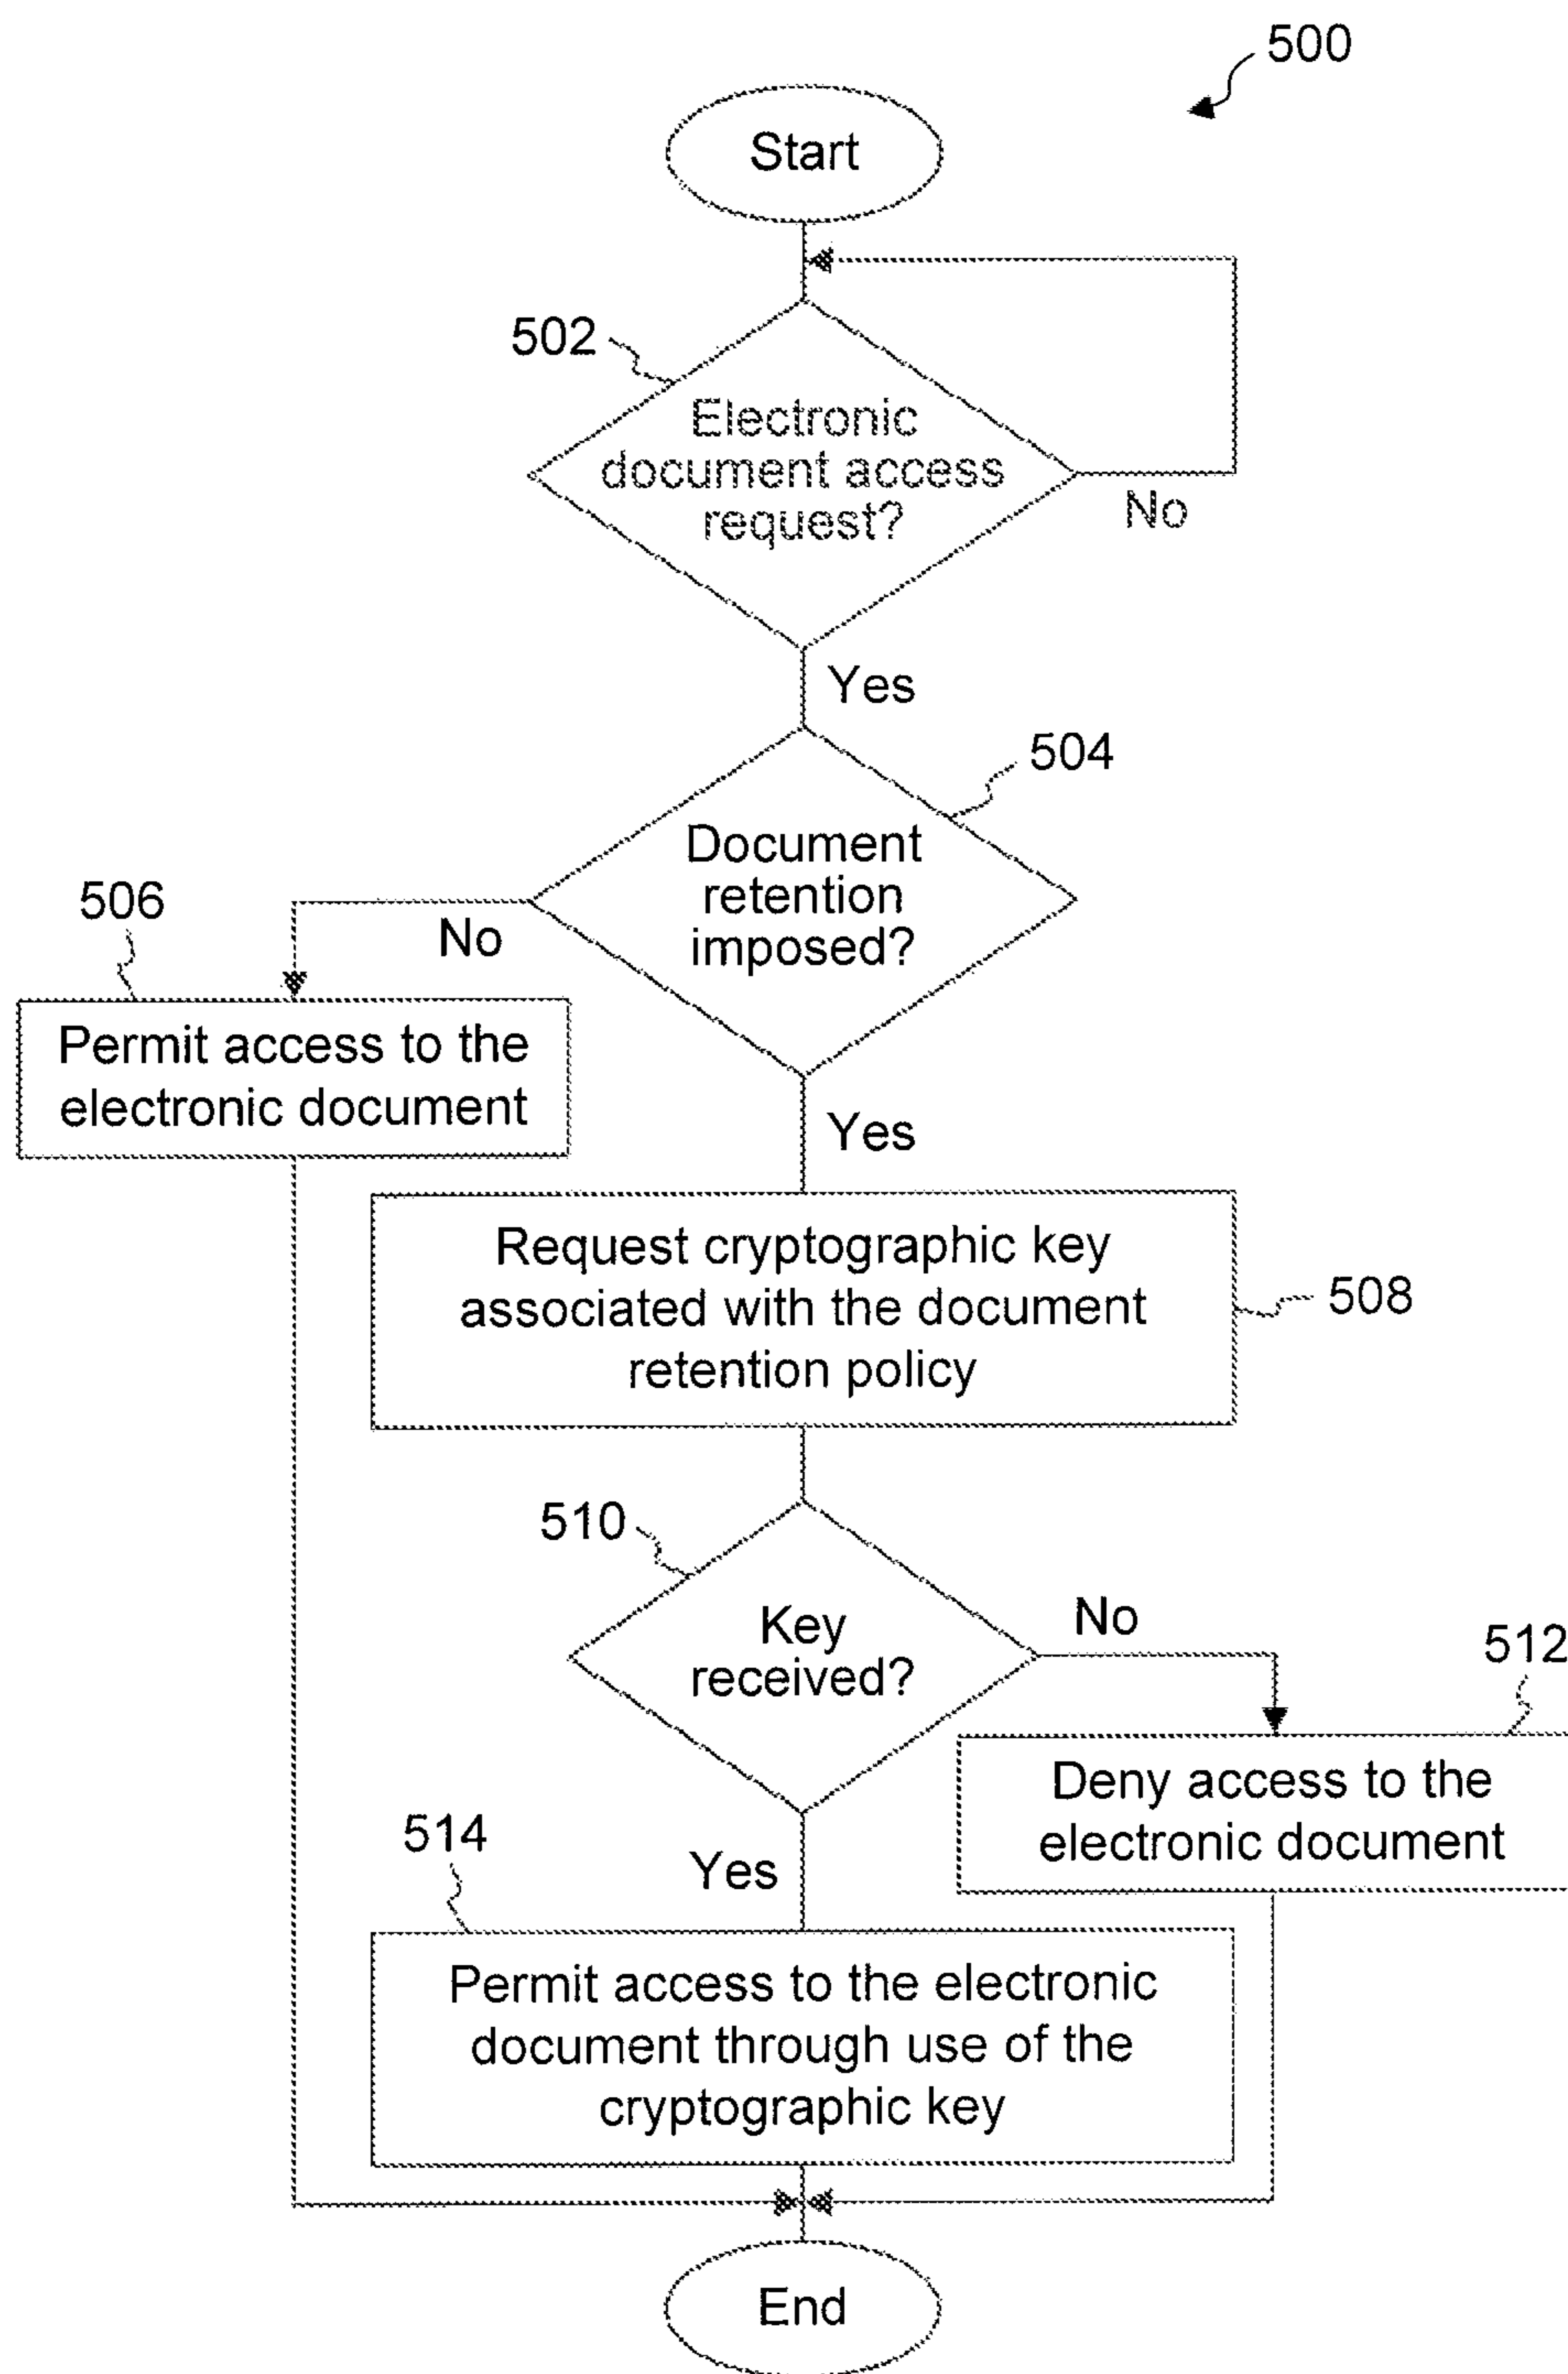 500
Start
502
Electronic
document access
request?
No
Yes
504
Document
retention
imposed?
506
No
Permit access to the
electronic document
Yes
Request cryptographic key
associated with the document
retention policy
508
510
Key
received?
No
512
Deny access to the
electronic document
514
Yes
Permit access to the electronic
document through use of the
cryptographic key
End